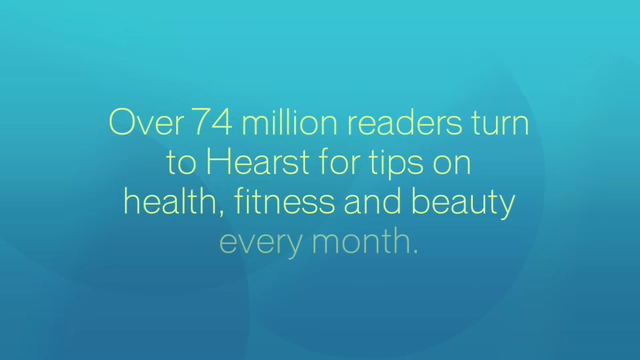 Over 74 million readers turn
to Hearst for tips on
health, fitness and beauty
every month.